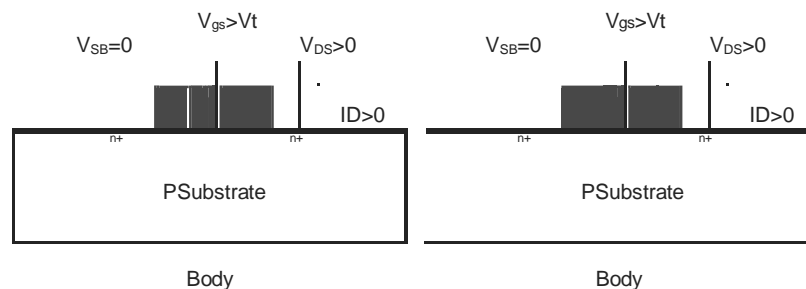 Vgs>Vt
VSB=0
VDS>0
ID>0
n+
n+
PSubstrate
Body
Vgs>Vt
VSB=0
VDS>0
ID>0
n+
n+
PSubstrate
Body